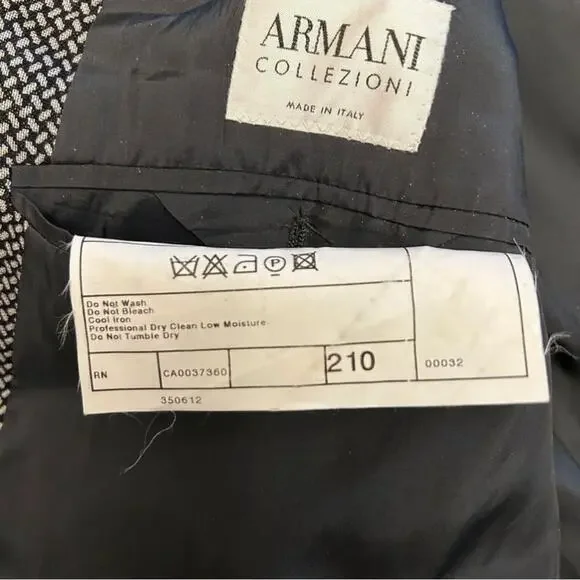 ARMANI
COLLEZIONI
MADE IN ITALY
P
Do Not Wash
Do Not Bleach
Cool Iron
Professional Dry Clean Low Moisture
Do Not Tumble Dry
RN CA0037360 210 00032
350612